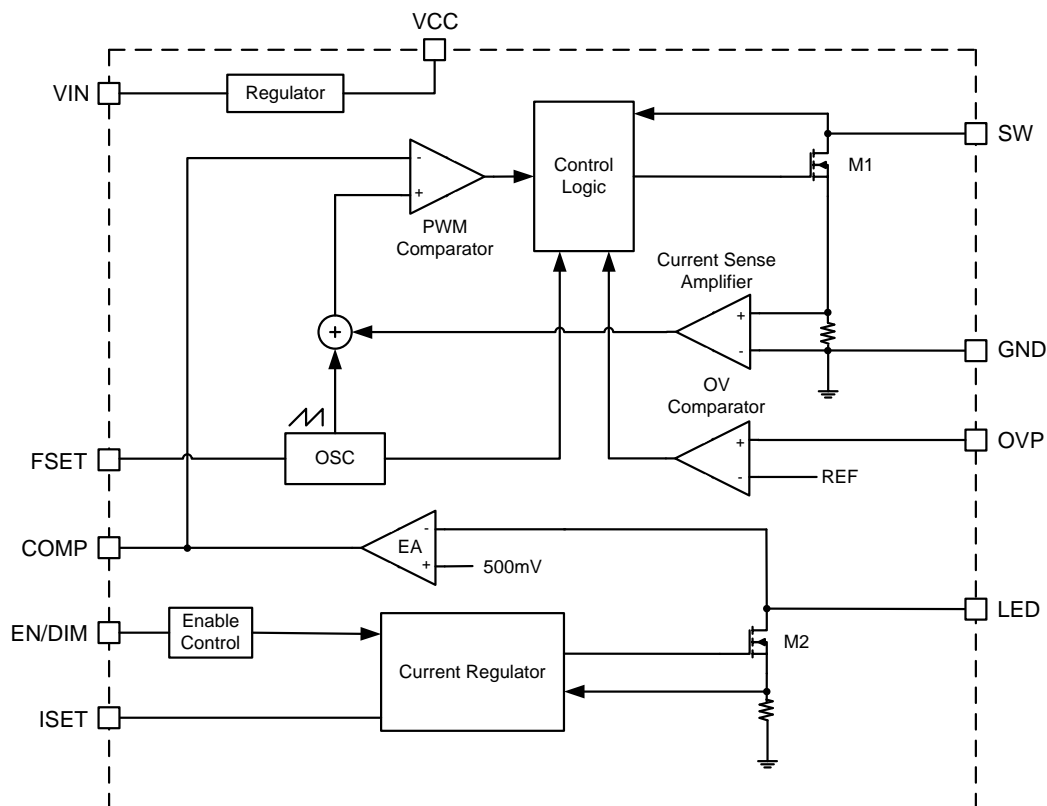 VCC
VIN
Regulator
SW
Control
Logic
M1
-
+
PWM
Comparator
Current Sense
Amplifier
+
-
+
GND
OV
Comparator
FSET
OSC
+
-
REF
OVP
COMP
EA
-
+
500mV
EN/DIM
Enable
Control
LED
M2
Current Regulator
ISET